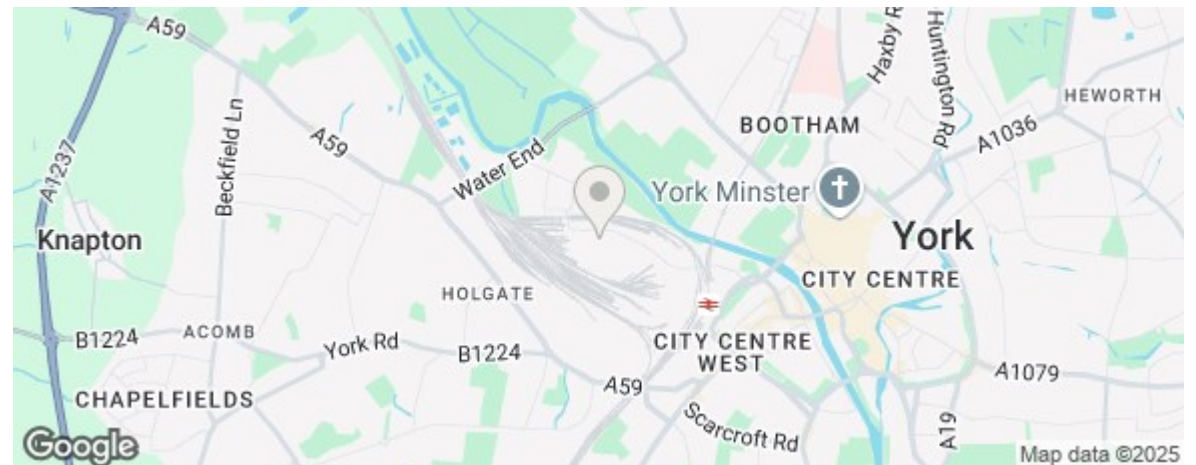 A59
Haxby R
Huntington Rd
HEWORTH
BOOTHAM
A1036
A59
A1237
Beckfield Ln
Water End
York Minster
Knapton
York
CITY CENTRE
HOLGATE
ACOMB
B1224
York Rd
B1224
CITY CENTRE
WEST
A59
A1079
CHAPELFIELDS
Scarcroft Rd
A19
Google
Map data ©2025